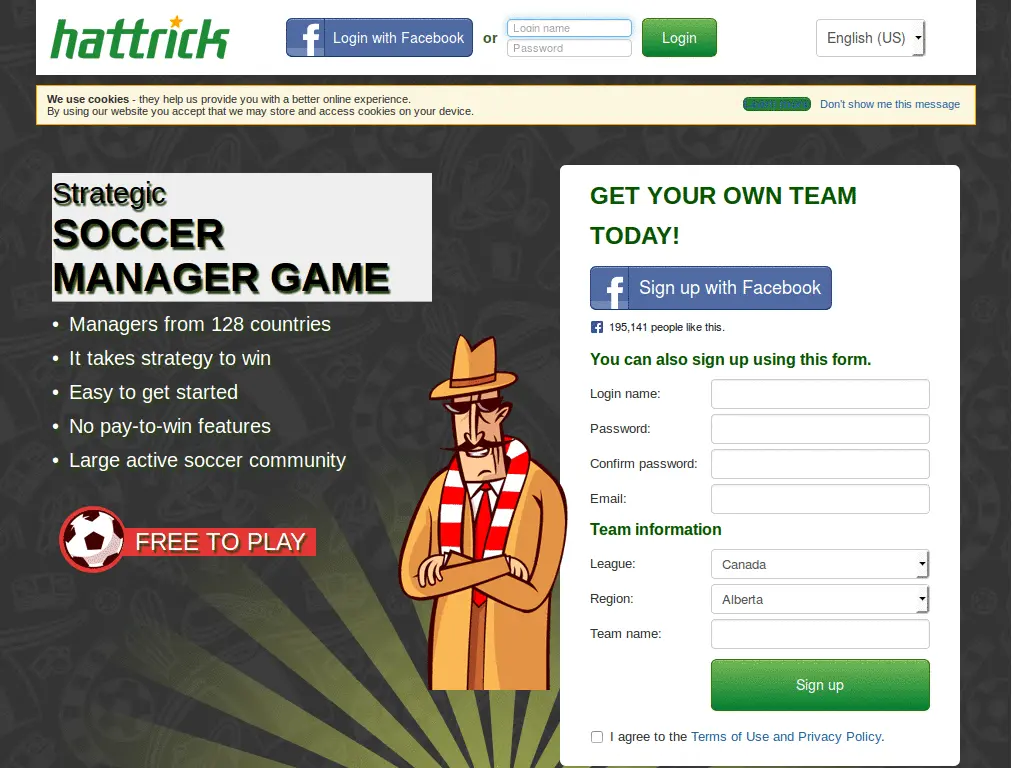 hattrick
Login with Facebook
or
Login name
Password
Login
English (US)
We use cookies - they help us provide you with a better online experience.
By using our website you accept that we may store and access cookies on your device.
Don't show me this message
Strategic
SOCCER
MANAGER GAME
• Managers from 128 countries
• It takes strategy to win
• Easy to get started
• No pay-to-win features
• Large active soccer community
FREE TO PLAY
GET YOUR OWN TEAM
TODAY!
Sign up with Facebook
195,141 people like this.
You can also sign up using this form.
Login name:
Password:
Confirm password:
Email:
Team information
League: Canada
Region: Alberta
Team name:
Sign up
I agree to the Terms of Use and Privacy Policy.